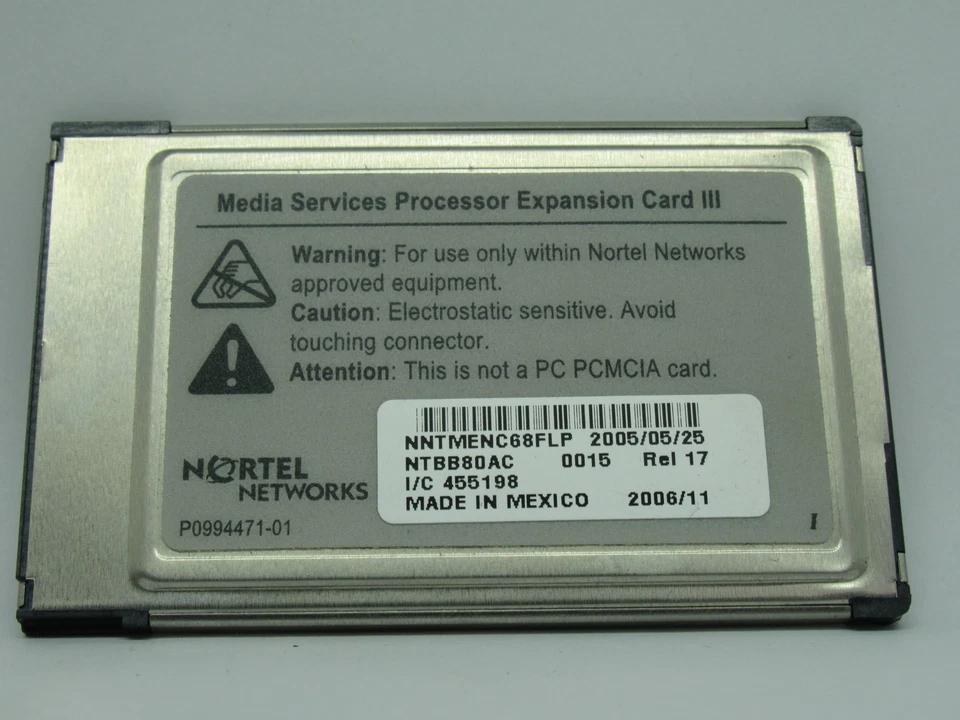 Media Services Processor Expansion Card III
Warning: For use only within Nortel Networks
approved equipment.
Caution: Electrostatic sensitive. Avoid
touching connector.
Attention: This is not a PC PCMCIA card.
NNTMENC68FLP 2005/05/25
NTBB80AC 0015 Rel 17
I/C 455198
MADE IN MEXICO 2006/11
NORTEL
NETWORKS
P0994471-01
I